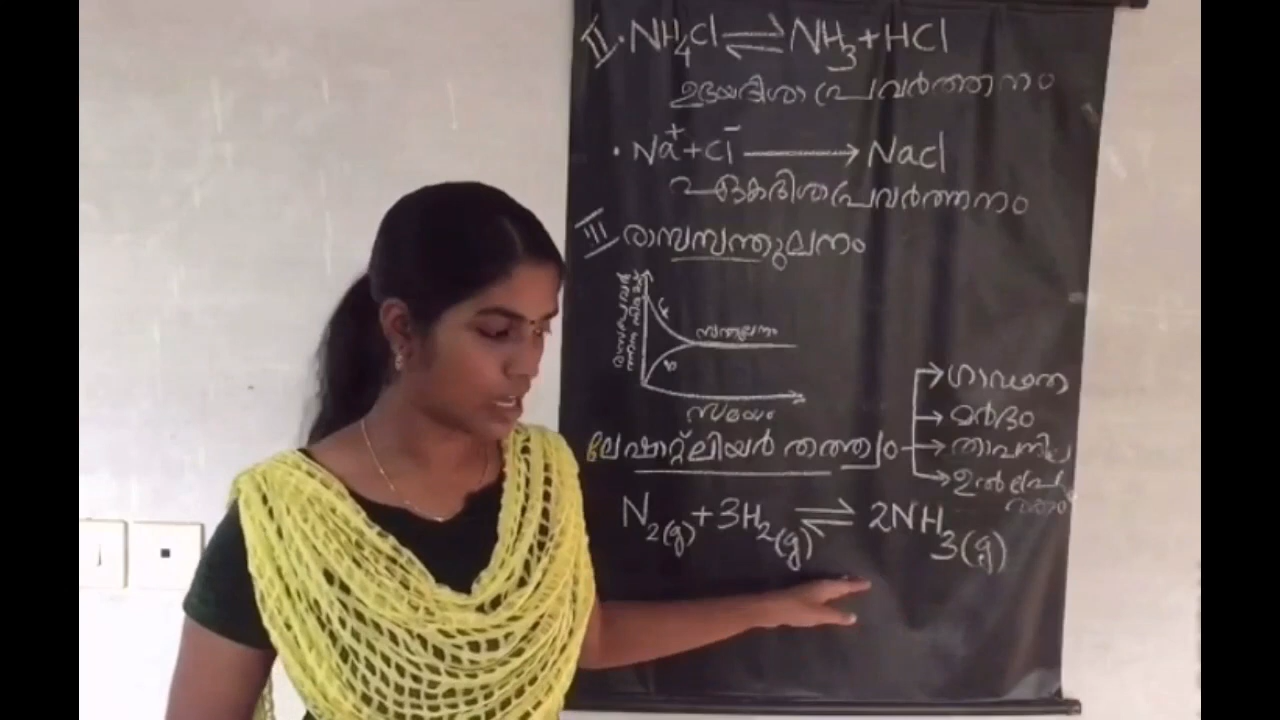 II • NH4Cl ⇌ NH3 + HCl
ഉഭയദിശാപ്രവർത്തനം
• Na⁺ + Cl⁻ ⟶ Nacl
ഏകദിശാപ്രവർത്തനം
III രാസസന്തുലനം
സന്തുലനം
സമയം
ലേഷാറ്റ്ലിയർ തത്ത്വം
ഗാഢത
മർദം
താപനില
N2(g) + 3H2(g) ⇌ 2NH3(g)